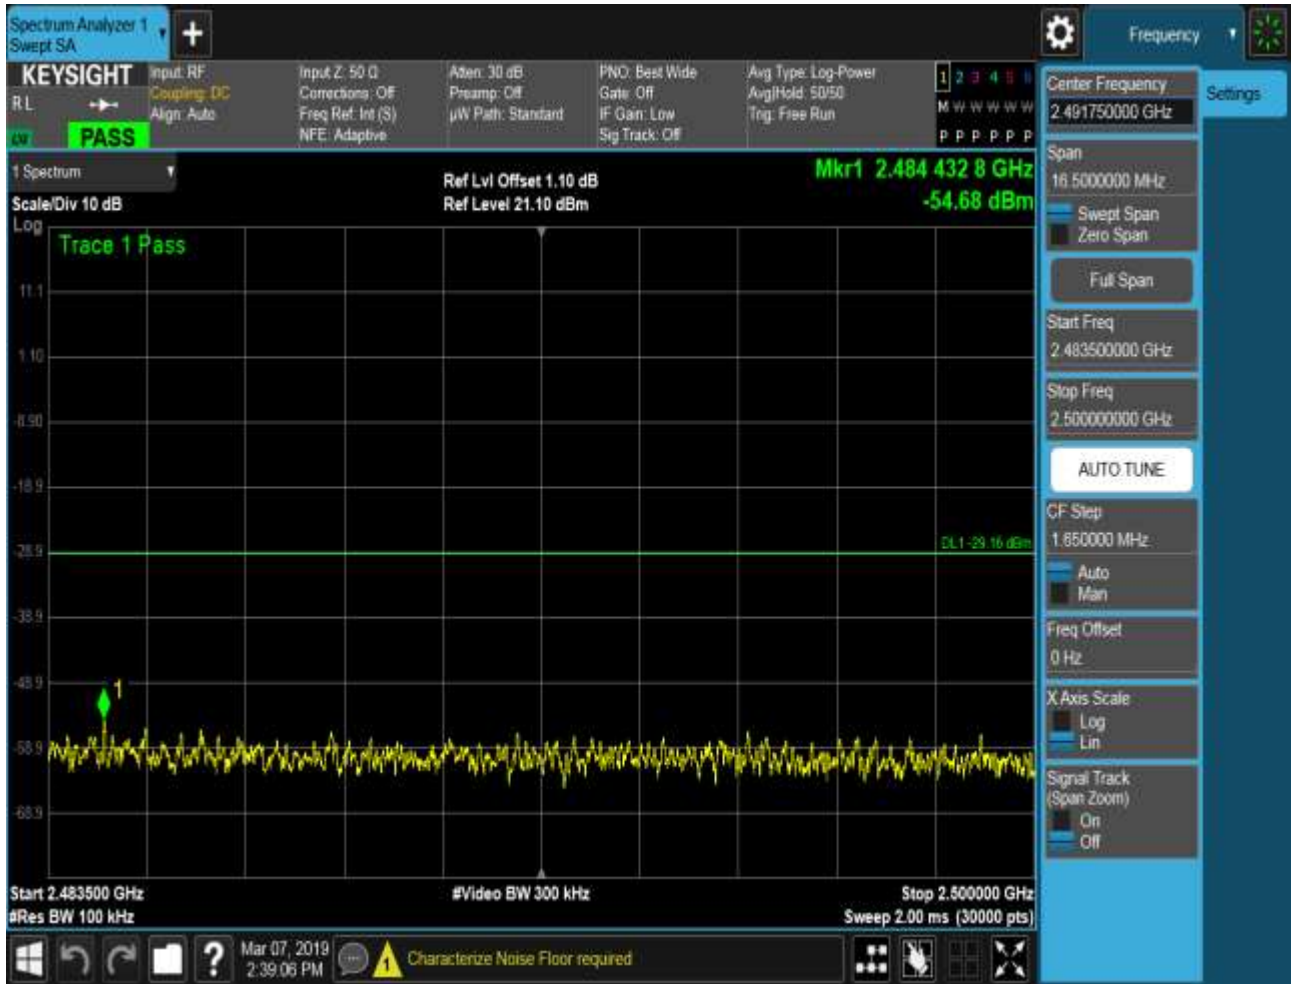 Spectrum Analyzer 1
Swept SA
Frequency
KEYSIGHT
R L
PASS
Input: RF
Coupling: DC
Align: Auto
Input Z: 50 Ω
Corrections: Off
Freq Ref: Int (S)
NFE: Adaptive
Atten: 30 dB
Preamp: Off
µW Path: Standard
PNO: Best Wide
Gate: Off
IF Gain: Low
Sig Track: Off
Avg Type: Log-Power
Avg|Hold: 50/50
Trig: Free Run
1 2 3 4 5 6
M W W W W W
P P P P P P
1 Spectrum
Scale/Div 10 dB
Log
Ref Lvl Offset 1.10 dB
Ref Level 21.10 dBm
Mkr1 2.484 432 8 GHz
-54.68 dBm
Trace 1 Pass
11.1
1.10
-8.90
-18.9
-28.9
-38.9
-48.9
-58.9
-68.9
DL1 -29.16 dBm
1
Start 2.483500 GHz
#Res BW 100 kHz
#Video BW 300 kHz
Stop 2.500000 GHz
Sweep 2.00 ms (30000 pts)
Center Frequency
2.491750000 GHz
Settings
Span
16.5000000 MHz
Swept Span
Zero Span
Full Span
Start Freq
2.483500000 GHz
Stop Freq
2.500000000 GHz
AUTO TUNE
CF Step
1.650000 MHz
Auto
Man
Freq Offset
0 Hz
X Axis Scale
Log
Lin
Signal Track
(Span Zoom)
On
Off
?
Mar 07, 2019
2:39:06 PM
1
Characterize Noise Floor required